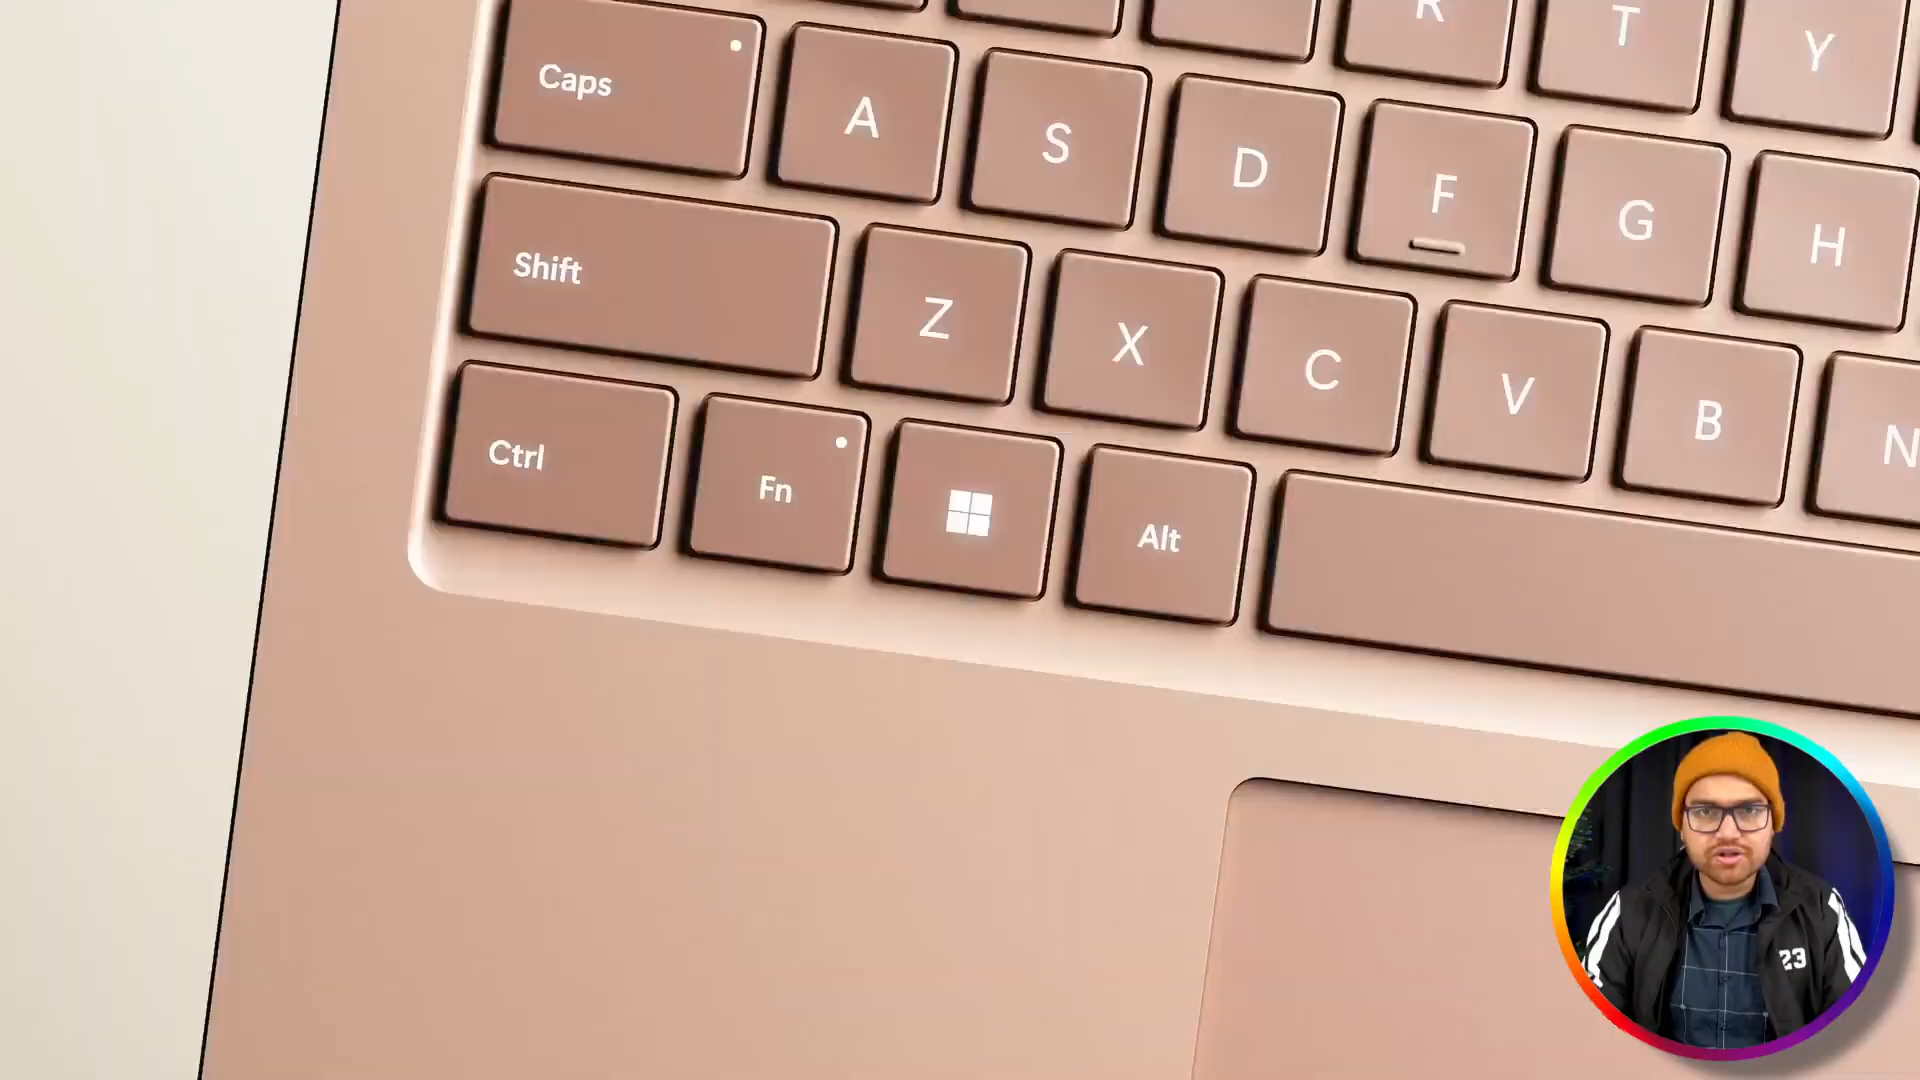 R T Y
Caps A S D F G H
Shift Z X C V B N
Ctrl Fn Alt
23